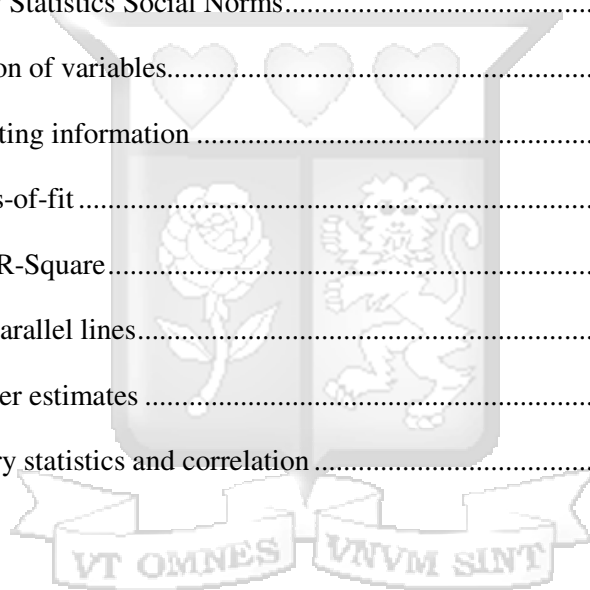 Statistics Social Norms..............................
on of variables..............................................
ting information ..........................................
s-of-fit ..........................................................
R-Square......................................................
arallel lines..................................................
er estimates ................................................
ry statistics and correlation ..............................
VT OMNES VNVM SINT